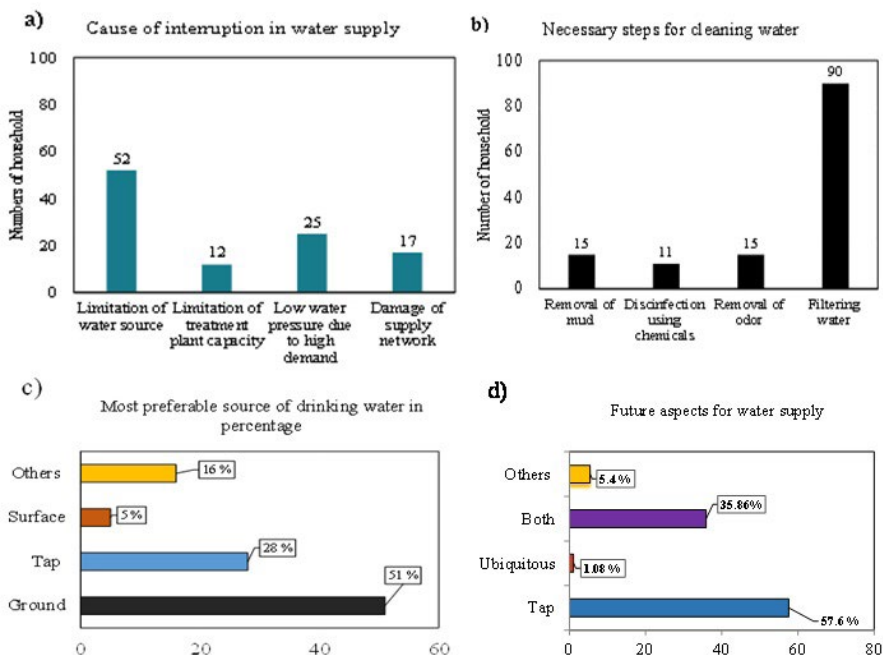 a)
Cause of interruption in water supply
Numbers of household
100
80
60
40
20
0
52
12
25
17
Limitation of
water source
Limitation of
treatment
plant capacity
Low water
pressure due
to high
demand
Damage of
supply
network
b)
Necessary steps for cleaning water
Number of household
100
80
60
40
20
0
15
11
15
90
Removal of
mud
Discinfection
using
chemicals
Removal of
odor
Filtering
water
c)
Most preferable source of drinking water in
percentage
Others
16 %
Surface
5 %
Tap
28 %
Ground
51 %
0
20
40
60
d)
Future aspects for water supply
Others
5.4 %
Both
35.86%
Ubiquitous
1.08 %
Tap
57.6 %
0
20
40
60
80